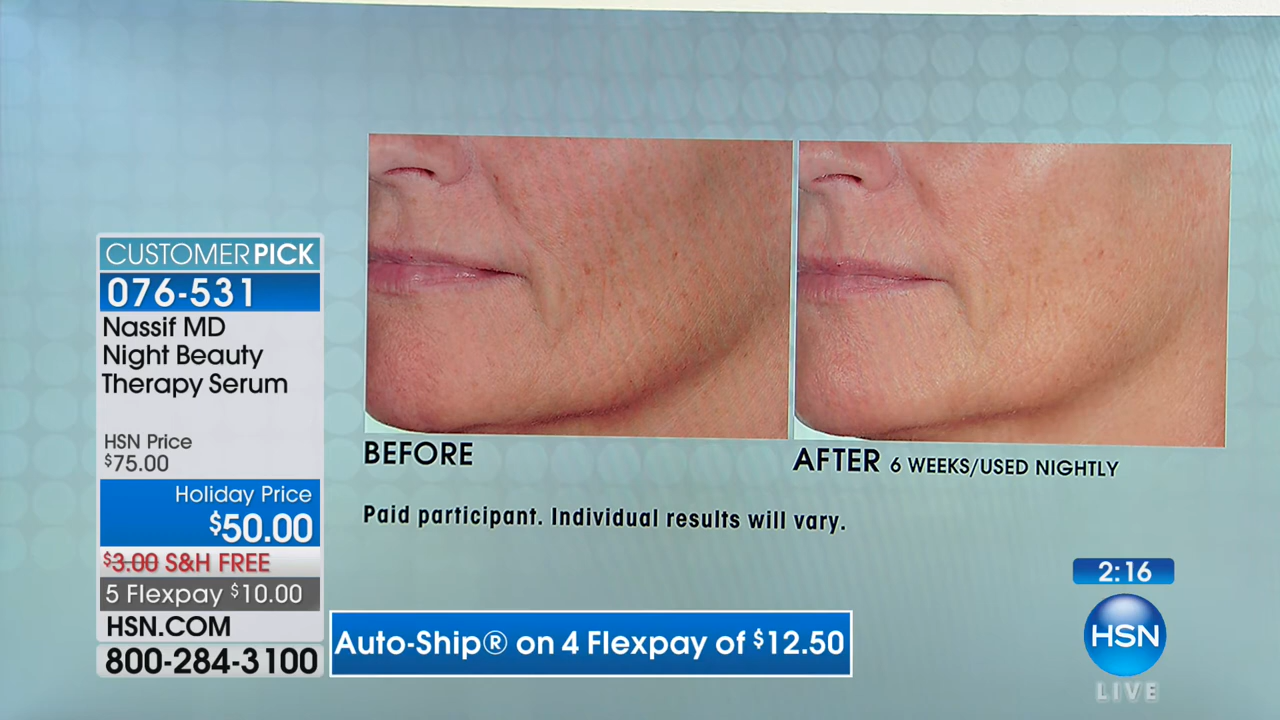 CUSTOMER PICK
076-531
Nassif MD
Night Beauty
Therapy Serum
HSN Price
$75.00
Holiday Price
$50.00
$3.00 S&H FREE
5 Flexpay $10.00
HSN.COM
800-284-3100
BEFORE
AFTER 6 WEEKS/USED NIGHTLY
Paid participant. Individual results will vary.
Auto-Ship® on 4 Flexpay of $12.50
2:16
HSN
LIVE